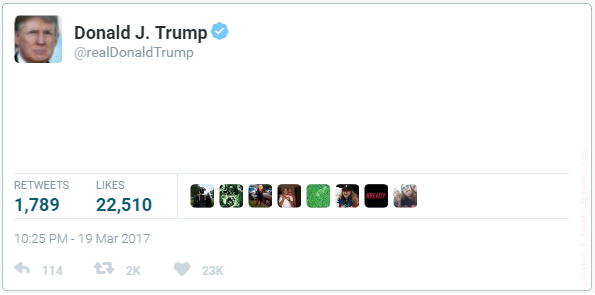 Donald J. Trump
@realDonaldTrump
RETWEETS LIKES
1,789 22,510
10:25 PM - 19 Mar 2017
114 2K 23K